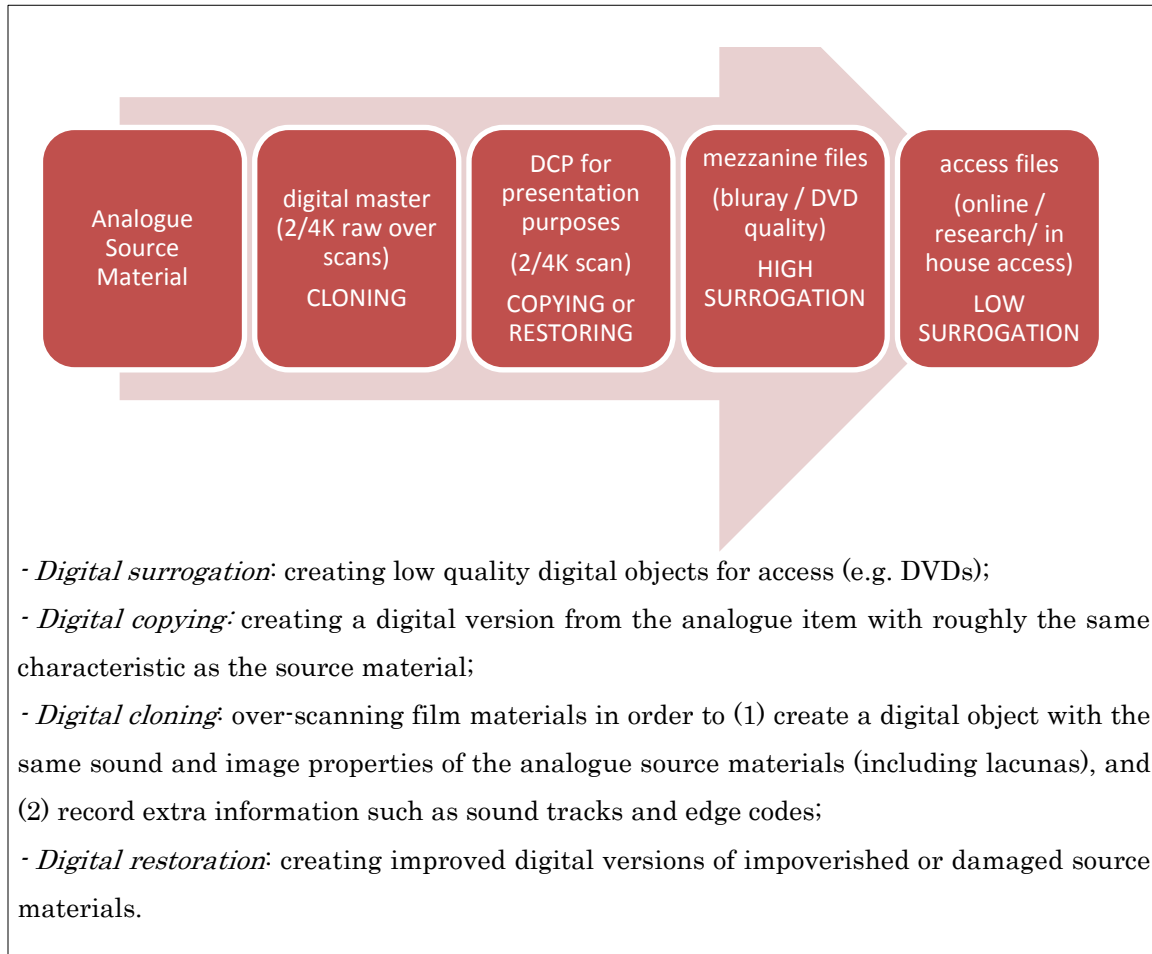 Analogue
Source
Material
digital master
(2/4K raw over
scans)
CLONING
DCP for
presentation
purposes
(2/4K scan)
COPYING or
RESTORING
mezzanine files
(bluray / DVD
quality)
HIGH
SURROGATION
access files
(online /
research/ in
house access)
LOW
SURROGATION
- Digital surrogation: creating low quality digital objects for access (e.g. DVDs);
- Digital copying: creating a digital version from the analogue item with roughly the same
characteristic as the source material;
- Digital cloning: over-scanning film materials in order to (1) create a digital object with the
same sound and image properties of the analogue source materials (including lacunas), and
(2) record extra information such as sound tracks and edge codes;
- Digital restoration: creating improved digital versions of impoverished or damaged source
materials.